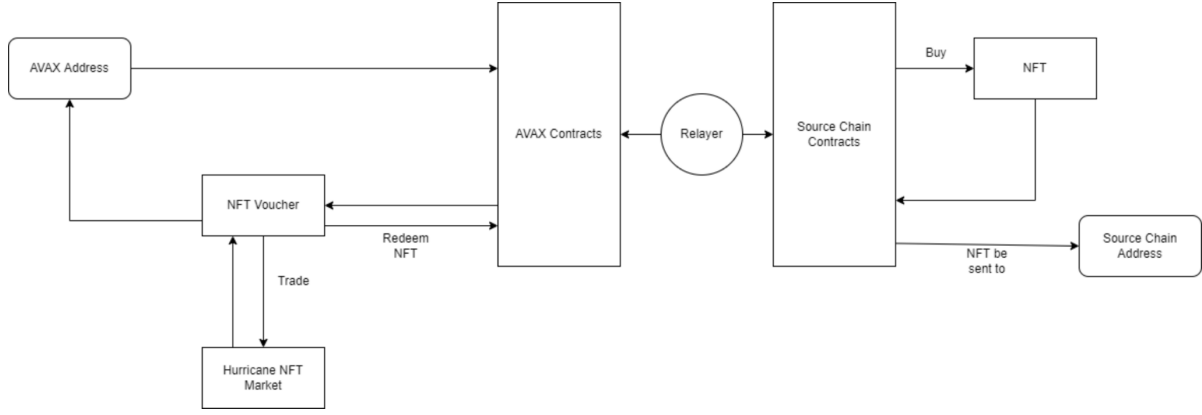 Buy
AVAX Address
NFT
AVAX Contracts
Relayer
Source Chain
Contracts
NFT Voucher
Redeem
NFT
NFT be
sent to
Source Chain
Address
Trade
Hurricane NFT
Market